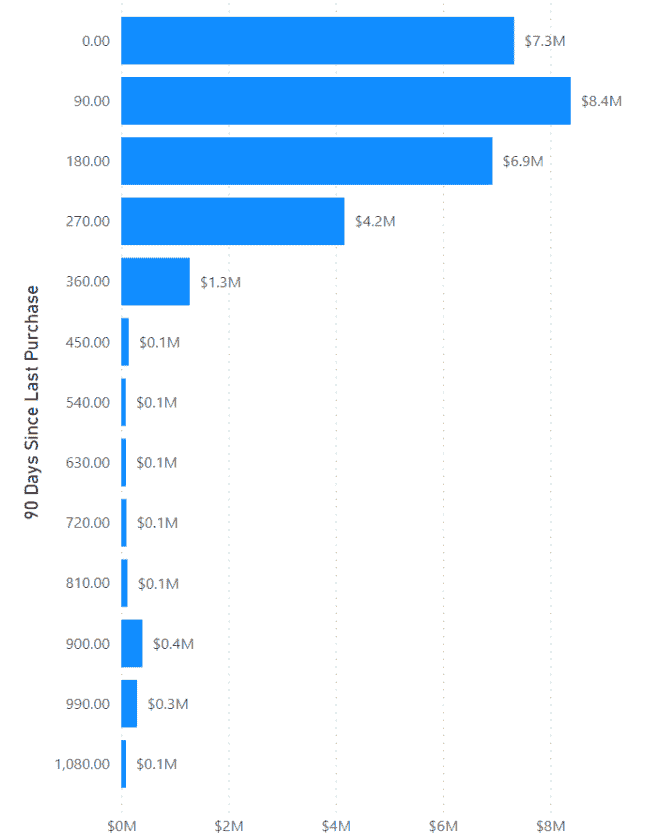 90 Days Since Last Purchase
0.00 $7.3M
90.00 $8.4M
180.00 $6.9M
270.00 $4.2M
360.00 $1.3M
450.00 $0.1M
540.00 $0.1M
630.00 $0.1M
720.00 $0.1M
810.00 $0.1M
900.00 $0.4M
990.00 $0.3M
1,080.00 $0.1M
$0M $2M $4M $6M $8M